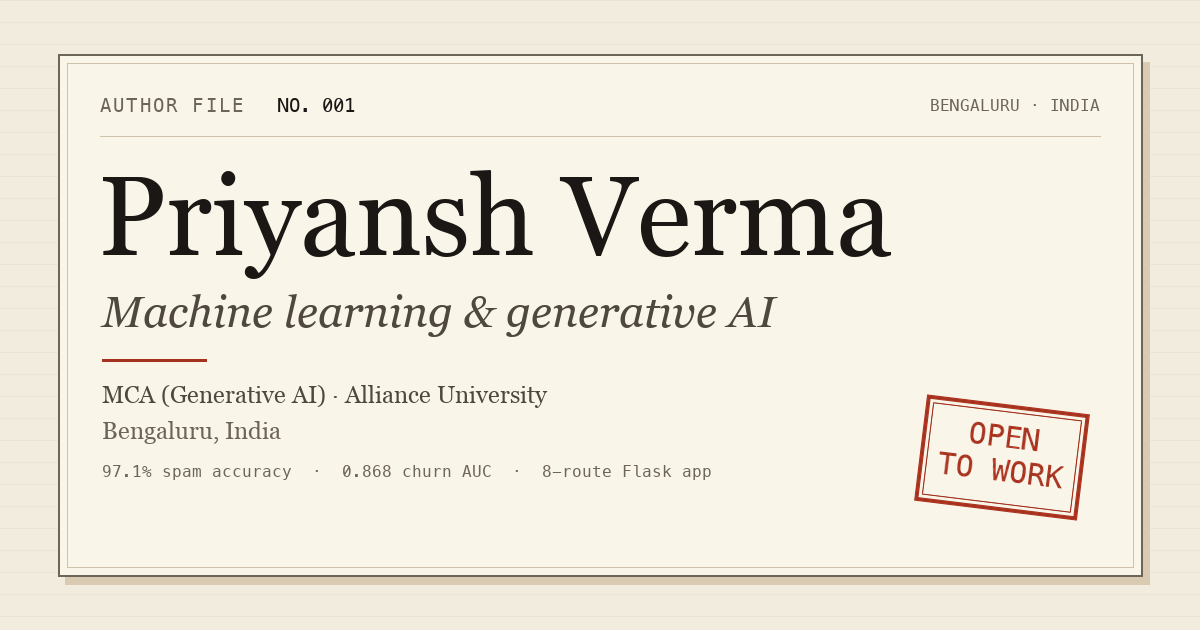 AUTHOR FILE NO. 001
BENGALURU · INDIA
Priyansh Verma
Machine learning & generative AI
MCA (Generative AI) · Alliance University
Bengaluru, India
97.1% spam accuracy · 0.868 churn AUC · 8—route Flask app
OPEN
TO WORK